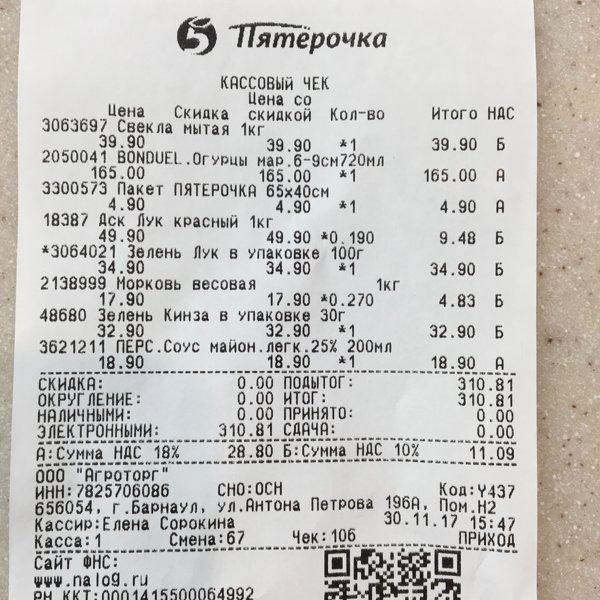 5 Пятёрочка
КАССОВЫЙ ЧЕК
Цена Скидка Цена со скидкой Кол-во Итого НДС
3063697 Свекла мытая 1кг
39.90 39.90 *1 39.90 Б
2050041 BONDUEL.Огурцы мар.6-9см720мл
165.00 165.00 *1 165.00 А
3300573 Пакет ПЯТЕРОЧКА 65х40см
4.90 4.90 *1 4.90 А
18387 Дск Лук красный 1кг
49.90 49.90 *0.190 9.48 Б
*3064021 Зелень Лук в упаковке 100г
34.90 34.90 *1 34.90 Б
2138999 Морковь весовая 1кг
17.90 17.90 *0.270 4.83 Б
48680 Зелень Кинза в упаковке 30г
32.90 32.90 *1 32.90 Б
3621211 ПЕРС.Соус майон.легк.25% 200мл
18.90 18.90 *1 18.90 А
СКИДКА: 0.00 ПОДЫТОГ: 310.81
ОКРУГЛЕНИЕ: 0.00 ИТОГ: 310.81
НАЛИЧНЫМИ: 0.00 ПРИНЯТО: 0.00
ЭЛЕКТРОННЫМИ: 310.81 СДАЧА: 0.00
А:Сумма НДС 18% 28.80 Б:Сумма НДС 10% 11.09
ООО "Агроторг"
ИНН:7825706086 СНО:ОСН Код:Y437
656054, г.Барнаул, ул.Антона Петрова 196А, Пом.Н2
Кассир:Елена Сорокина 30.11.17 15:47
Касса:1 Смена:67 Чек:106 ПРИХОД
Сайт ФНС:
www.nalog.ru
РН ККТ:0001415500064992